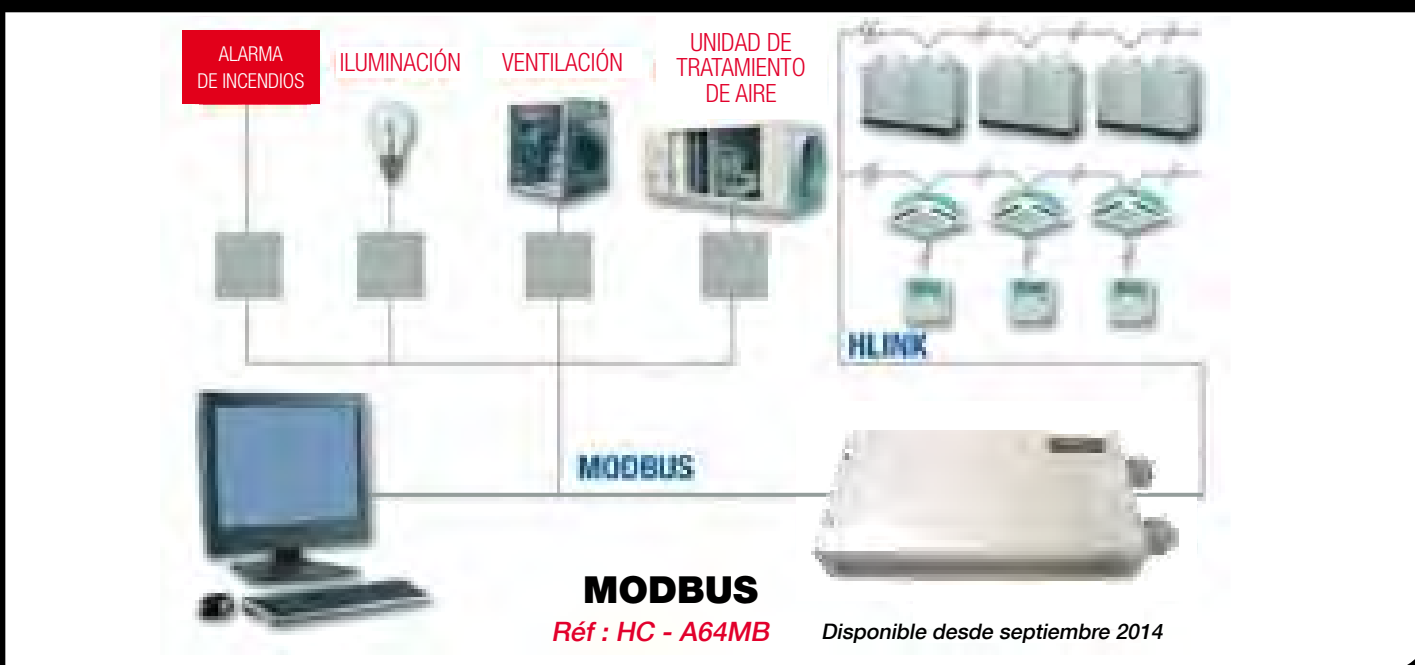 ALARMA
DE INCENDIOS
ILUMINACIÓN
VENTILACIÓN
UNIDAD DE
TRATAMIENTO
DE AIRE
HLINK
MODBUS
MODBUS
Réf : HC - A64MB
Disponible desde septiembre 2014